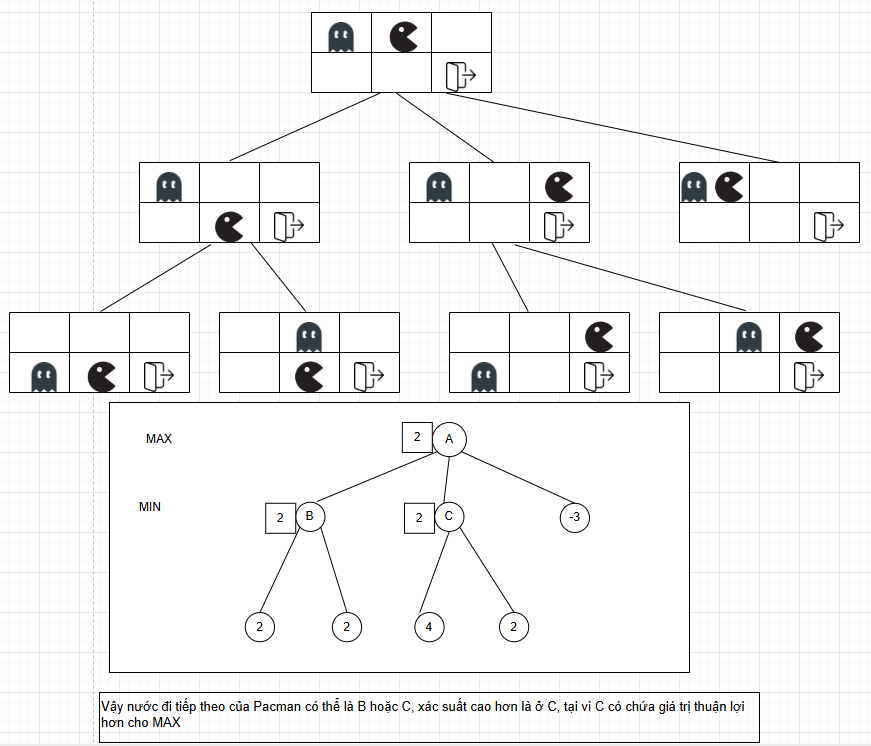 MAX
2
A
MIN
2
B
2
C
-3
2
2
4
2
Vậy nước đi tiếp theo của Pacman có thể là B hoặc C, xác suất cao hơn là ở C, tại vì C có chứa giá trị thuận lợi
hơn cho MAX